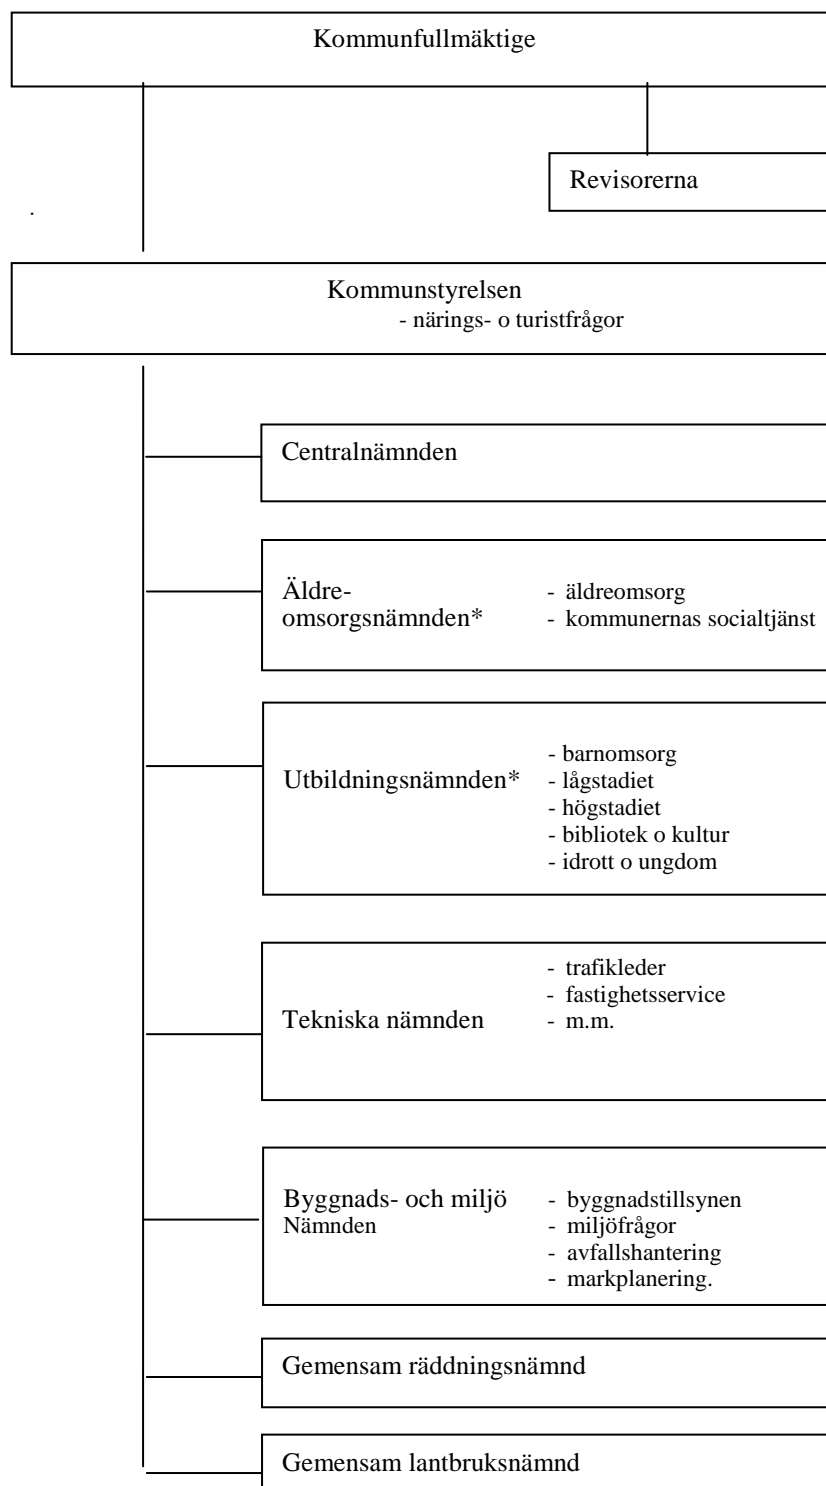 Kommunfullmäktige
Revisorerna
Kommunstyrelsen
- närings- o turistfrågor
Centralnämnden
Äldre-
omsorgsnämnden*
- äldreomsorg
- kommunernas socialtjänst
Utbildningsnämnden*
- barnomsorg
- lågstadiet
- högstadiet
- bibliotek o kultur
- idrott o ungdom
Tekniska nämnden
- trafikleder
- fastighetsservice
- m.m.
Byggnads- och miljö
Nämnden
- byggnadstillsynen
- miljöfrågor
- avfallshantering
- markplanering.
Gemensam räddningsnämnd
Gemensam lantbruksnämnd